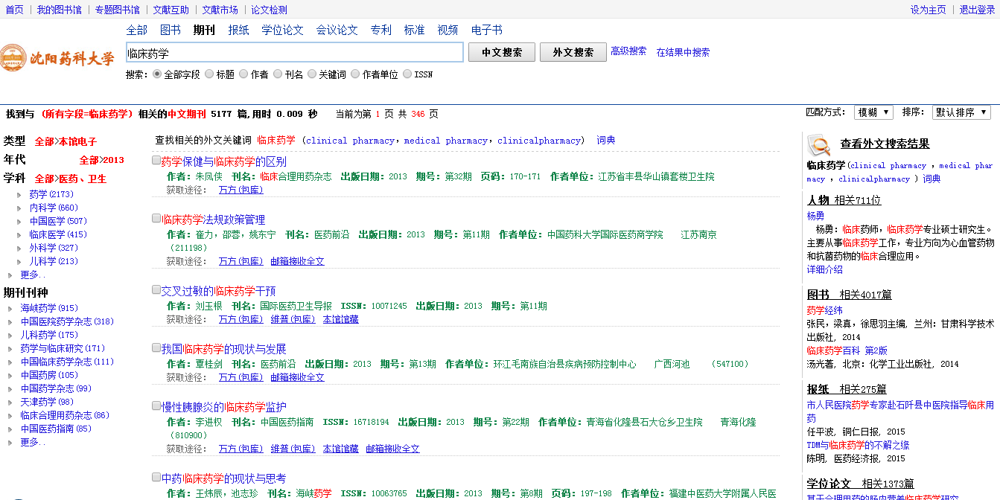 首页 | 我的图书馆 | 专题图书馆 | 文献互助 | 文献市场 | 论文检测
设为主页 | 退出登录
全部 图书 期刊 报纸 学位论文 会议论文 专利 标准 视频 电子书
沈阳药科大学
临床药学 中文搜索 外文搜索 高级搜索 在结果中搜索
搜索: 全部字段 标题 作者 刊名 关键词 作者单位 ISSN
找到与 (所有字段=临床药学) 相关的中文期刊 5177 篇,用时 0.009 秒 当前为第 1 页 共 346 页
匹配方式: 模糊 ▼ 排序: 默认排序 ▼
类型 全部>本馆电子
年代 全部>2013
学科 全部>医药、卫生
药学(2173)
内科学(660)
中国医学(507)
临床医学(415)
外科学(327)
儿科学(213)
更多..
期刊刊种
海峡药学(915)
中国医院药学杂志(318)
儿科药学(175)
药学与临床研究(171)
中国临床药学杂志(111)
中国药房(105)
中国药学杂志(99)
天津药学(98)
临床合理用药杂志(86)
中国医药指南(85)
更多..
查找相关的外文关键词 临床药学 (clinical pharmacy,medical pharmacy,clinicalpharmacy) 词典
药学保健与临床药学的区别
作者:朱凤侠 刊名:临床合理用药杂志 出版日期:2013 期号:第32期 页码:170-171 作者单位:江苏省丰县华山镇套楼卫生院
获取途径: 万方(包库)
临床药学法规政策管理
作者:崔力,邵蓉,姚东宁 刊名:医药前沿 出版日期:2013 期号:第11期 作者单位:中国药科大学国际医药商学院 江苏南京
(211198)
获取途径: 万方(包库) 邮箱接收全文
交叉过敏的临床药学干预
作者:刘玉根 刊名:国际医药卫生导报 ISSN:10071245 出版日期:2013 期号:第11期
获取途径: 万方(包库) 维普(包库) 本馆馆藏
我国临床药学的现状与发展
作者:覃桂剑 刊名:医药前沿 出版日期:2013 期号:第13期 作者单位:环江毛南族自治县疾病预防控制中心 广西河池 (547100)
获取途径: 万方(包库) 邮箱接收全文
慢性胰腺炎的临床药学监护
作者:李进权 刊名:中国医药指南 ISSN:16718194 出版日期:2013 期号:第22期 作者单位:青海省化隆县石大仓乡卫生院 青海化隆
(810900)
获取途径: 万方(包库) 维普(包库) 本馆馆藏 邮箱接收全文
中药临床药学的现状与思考
作者:王炜辰,池志珍 刊名:海峡药学 ISSN:10063765 出版日期:2013 期号:第8期 页码:197-198 作者单位:福建中医药大学附属人民医
查看外文搜索结果
临床药学(clinical pharmacy ,medical phar
macy ,clinicalpharmacy )词典
人物 相关711位
杨勇
杨勇:临床药师,临床药学专业硕士研究生。
主要从事临床药学工作,专业方向为心血管药物
和抗菌药物的临床合理应用。
详细介绍
图书 相关4017篇
药学经纬
张民,梁真,徐思羽主编, 兰州:甘肃科学技术
出版社, 2014
临床药学百科 第2版
汤光著,北京:化学工业出版社, 2014
报纸 相关275篇
市人民医院药学专家赴石阡县中医院指导临床用
药
任平波, 铜仁日报, 2015
TDM与临床药学的不解之缘
陈明, 医药经济报, 2015
学位论文 相关1373篇
基于合理用药的肠内营养临床药学研究